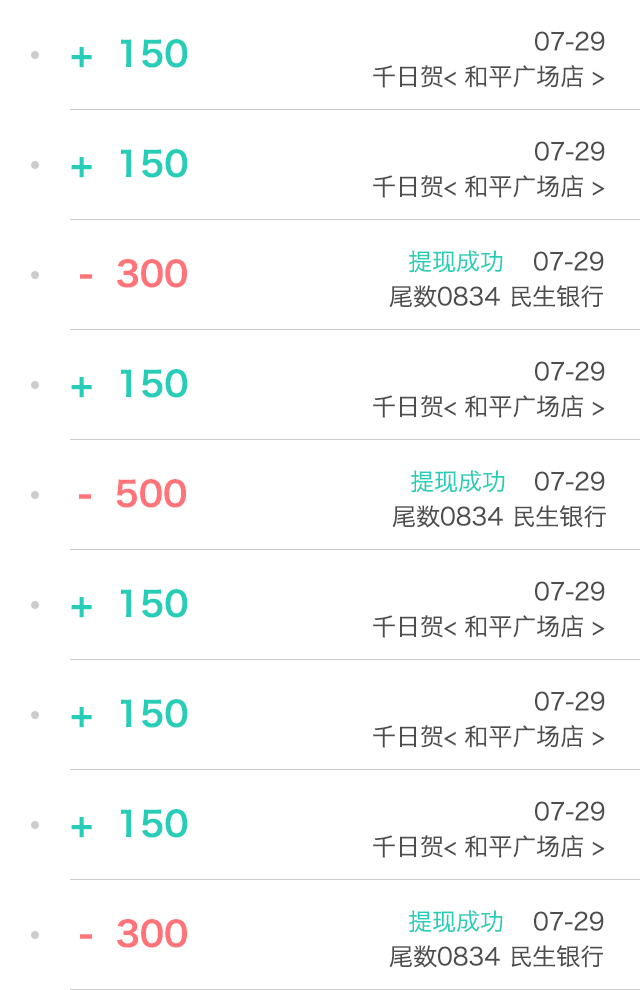 + 150
07-29
千日贺< 和平广场店 >
+ 150
07-29
千日贺< 和平广场店 >
- 300
提现成功 07-29
尾数0834 民生银行
+ 150
07-29
千日贺< 和平广场店 >
- 500
提现成功 07-29
尾数0834 民生银行
+ 150
07-29
千日贺< 和平广场店 >
+ 150
07-29
千日贺< 和平广场店 >
+ 150
07-29
千日贺< 和平广场店 >
- 300
提现成功 07-29
尾数0834 民生银行